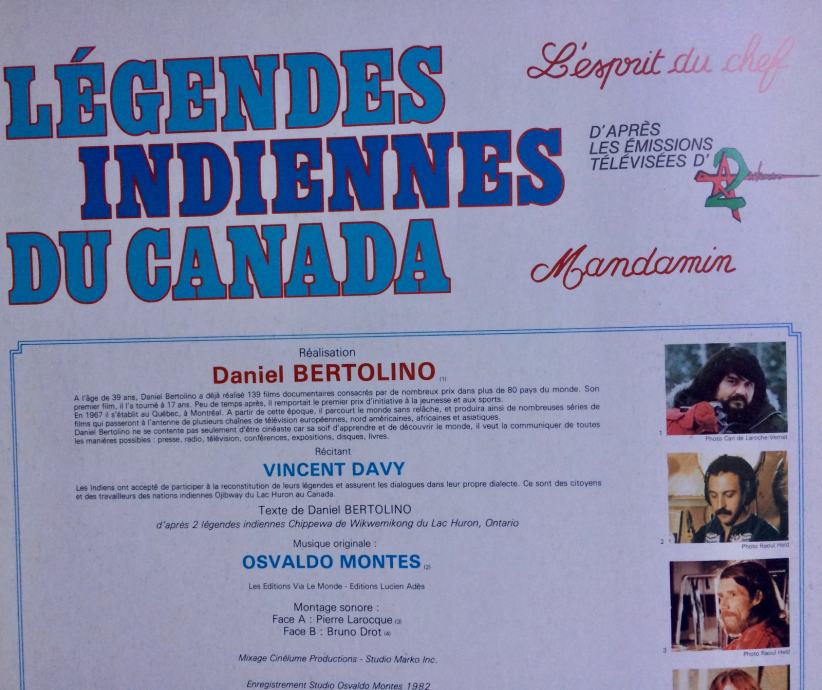 LÉGENDES
INDIENNES
DU CANADA
L'esprit du chef
D'APRÈS
LES ÉMISSIONS
TÉLÉVISÉES D'
A2
Mandamin
Réalisation
Daniel BERTOLINO (1)
A l'âge de 39 ans, Daniel Bertolino a déjà réalisé 139 films documentaires consacrés par de nombreux prix dans plus de 80 pays du monde. Son
premier film, il l'a tourné à 17 ans. Peu de temps après, il remportait le premier prix d'initiative à la jeunesse et aux sports.
En 1967 il s'établit au Québec, à Montréal. A partir de cette époque, il parcourt le monde sans relâche, et produira ainsi de nombreuses séries de
films qui passeront à l'antenne de plusieurs chaînes de télévision européennes, nord américaines, africaines et asiatiques.
Daniel Bertolino ne se contente pas seulement d'être cinéaste car sa soif d'apprendre et de découvrir le monde, il veut la communiquer de toutes
les manières possibles : presse, radio, télévision, conférences, expositions, disques, livres.
Récitant
VINCENT DAVY
Les Indiens ont accepté de participer à la reconstitution de leurs légendes et assurent les dialogues dans leur propre dialecte. Ce sont des citoyens
et des travailleurs des nations indiennes Ojibway du Lac Huron au Canada.
Texte de Daniel BERTOLINO
d'après 2 légendes indiennes Chippewa de Wikwemikong du Lac Huron, Ontario
Musique originale :
OSVALDO MONTES (2)
Les Editions Via Le Monde - Editions Lucien Adès
Montage sonore :
Face A : Pierre Larocque (3)
Face B : Bruno Drot (4)
Mixage Cinélume Productions - Studio Marko Inc.
Enregistrement Studio Osvaldo Montes 1982
1
Photo Carl de Laroche-Vernet
2
Photo Raoul Held
3
Photo Raoul Held